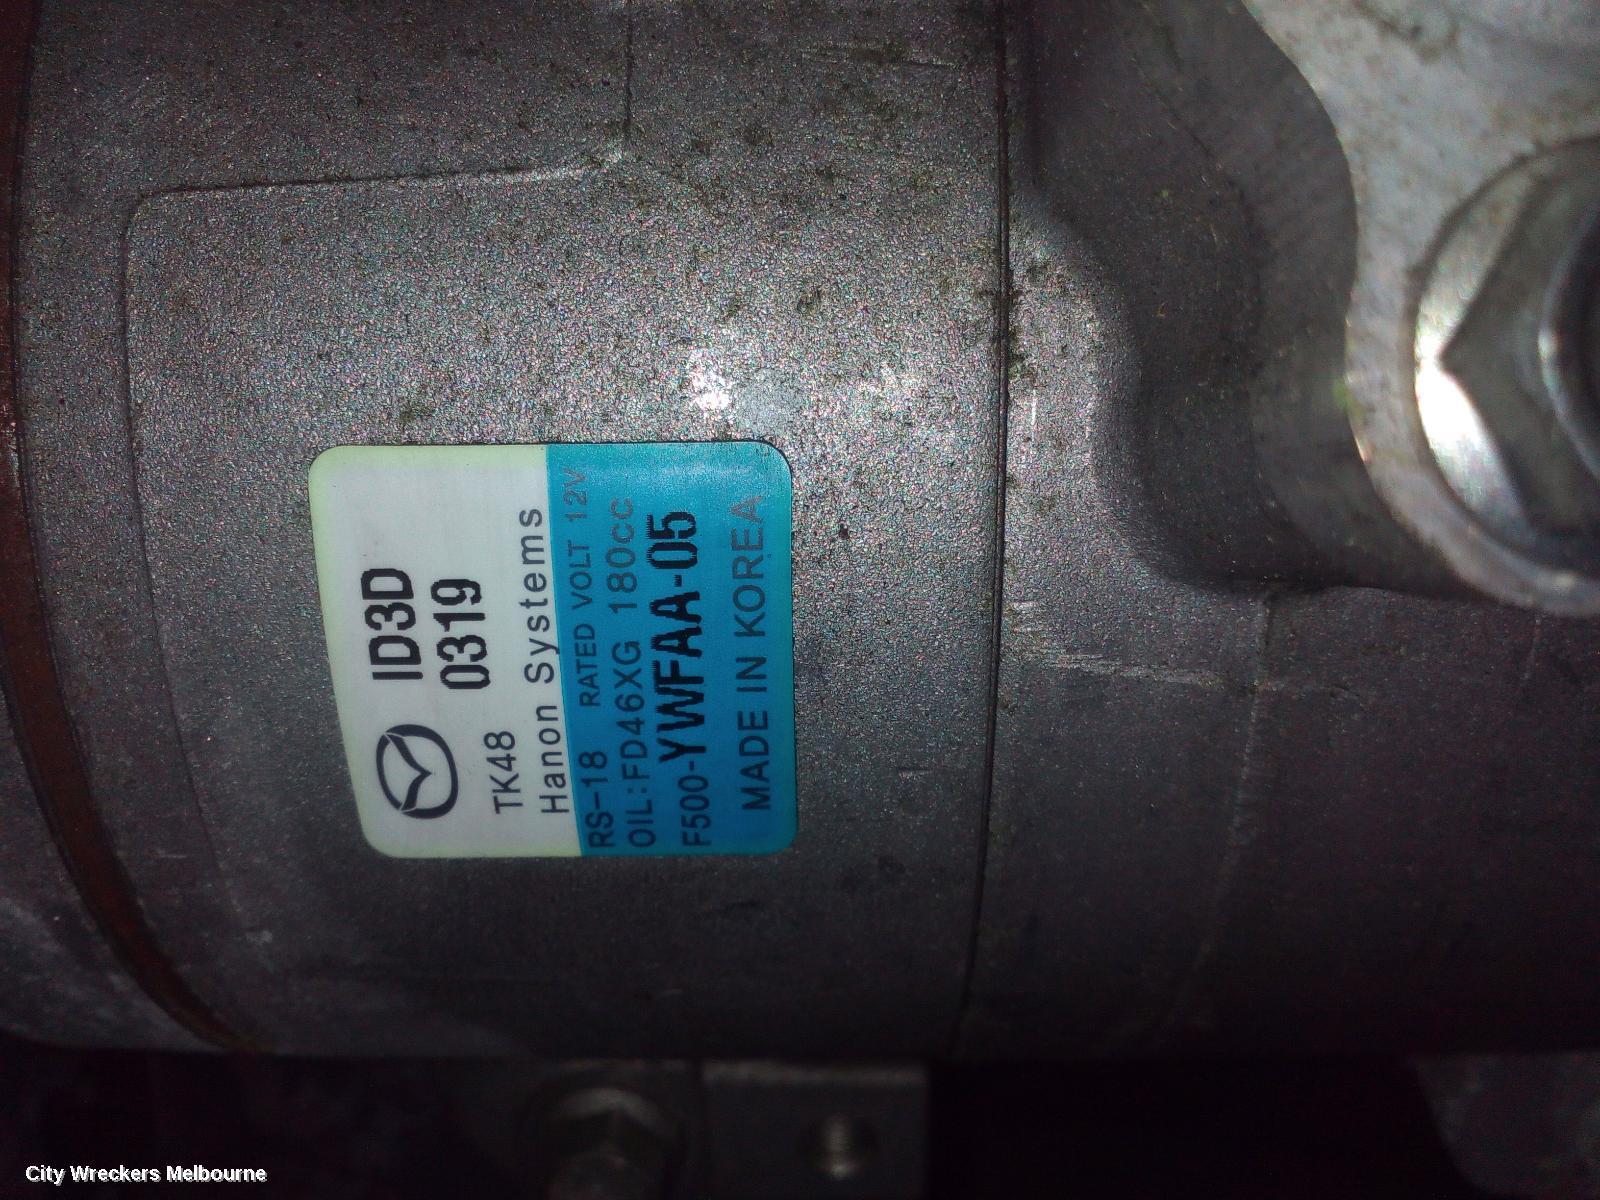 ID3D
0319
TK48
Hanon Systems
RS-18 RATED VOLT 12V
OIL:FD46XG 180cc
F500-YWFAA-05
MADE IN KOREA
City Wreckers Melbourne